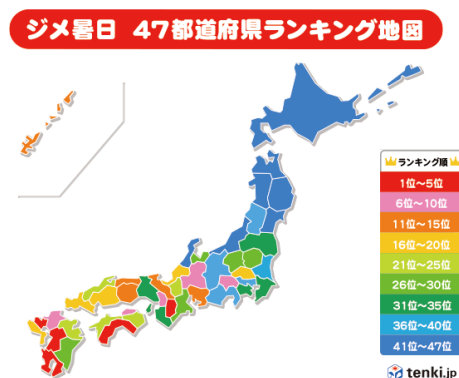 ジメ暑日 47都道府県ランキング地図
ランキング順
1位～5位
6位～10位
11位～15位
16位～20位
21位～25位
26位～30位
31位～35位
36位～40位
41位～47位
tenki.jp